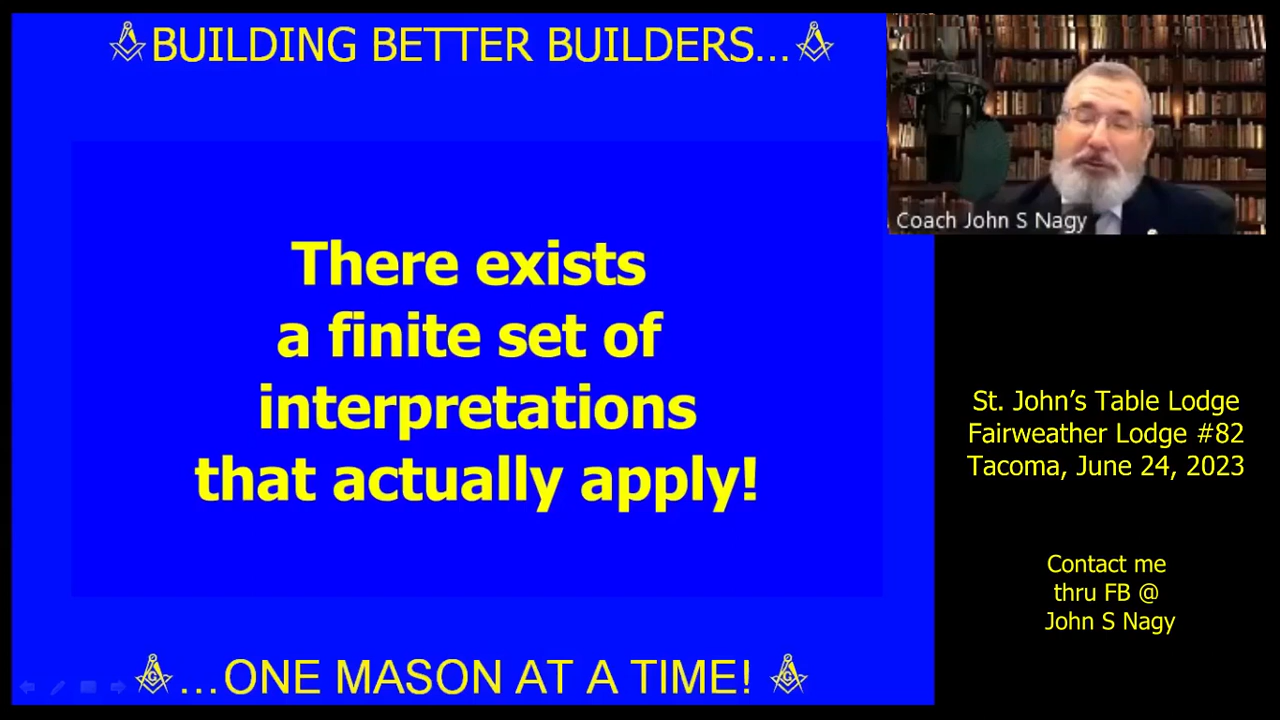 BUILDING BETTER BUILDERS...
There exists
a finite set of
interpretations
that actually apply!
...ONE MASON AT A TIME!
Coach John S Nagy
St. John's Table Lodge
Fairweather Lodge #82
Tacoma, June 24, 2023
Contact me
thru FB @
John S Nagy